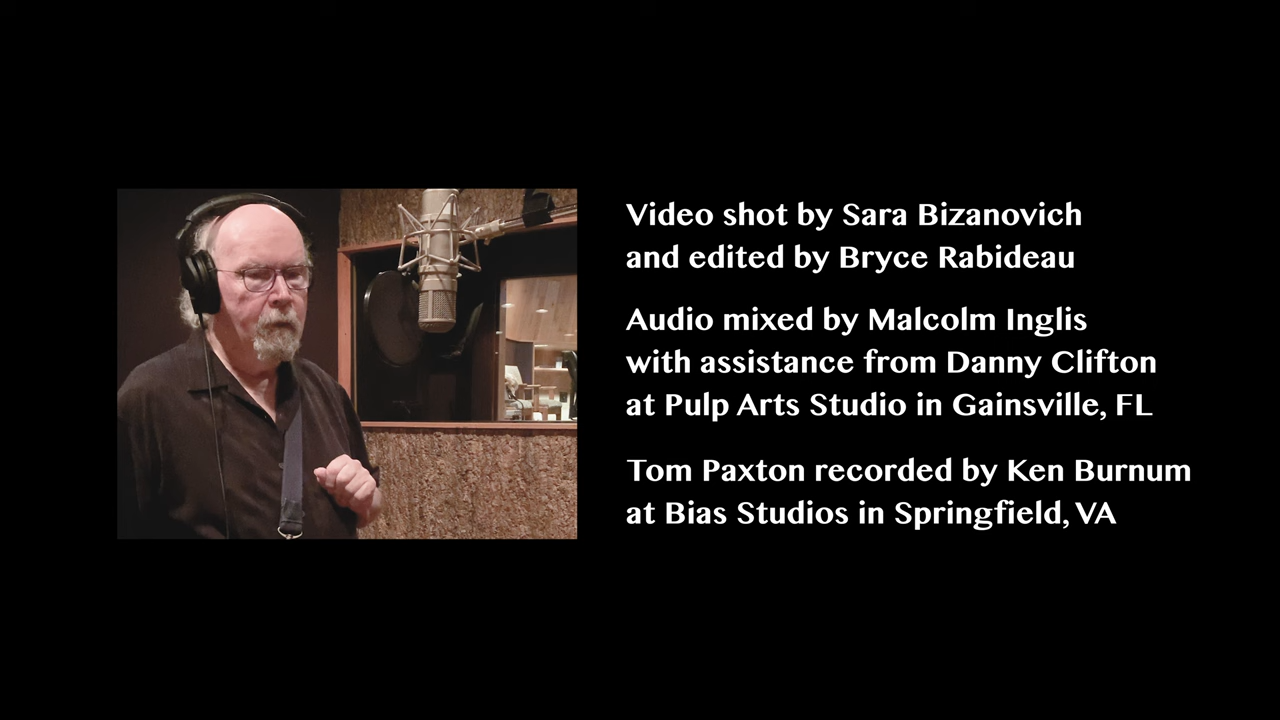 Video shot by Sara Bizanovich
and edited by Bryce Rabideau
Audio mixed by Malcolm Inglis
with assistance from Danny Clifton
at Pulp Arts Studio in Gainsville, FL
Tom Paxton recorded by Ken Burnum
at Bias Studios in Springfield, VA